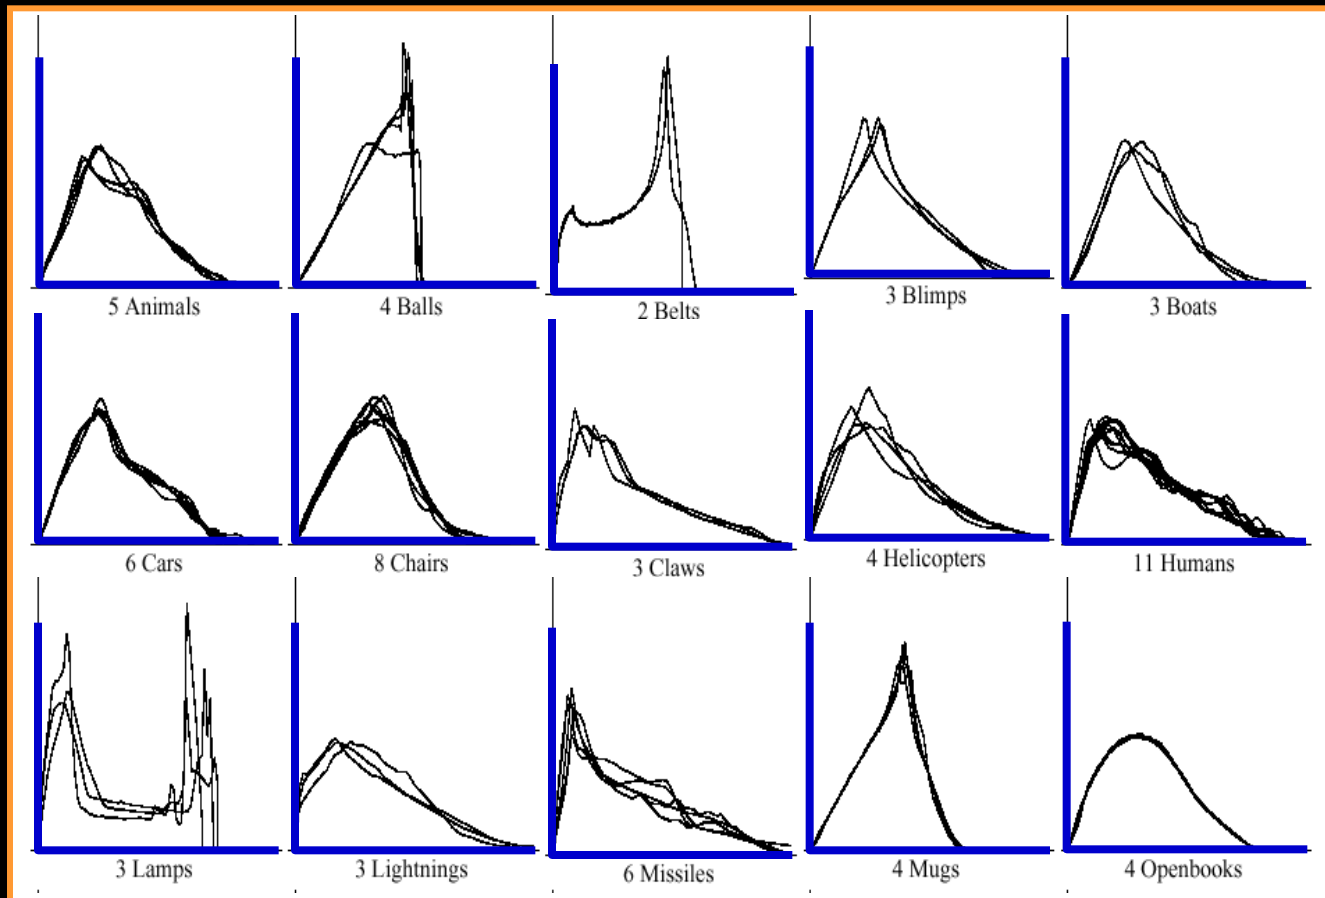 5 Animals
4 Balls
2 Belts
3 Blimps
3 Boats
6 Cars
8 Chairs
3 Claws
4 Helicopters
11 Humans
3 Lamps
3 Lightnings
6 Missiles
4 Mugs
4 Openbooks